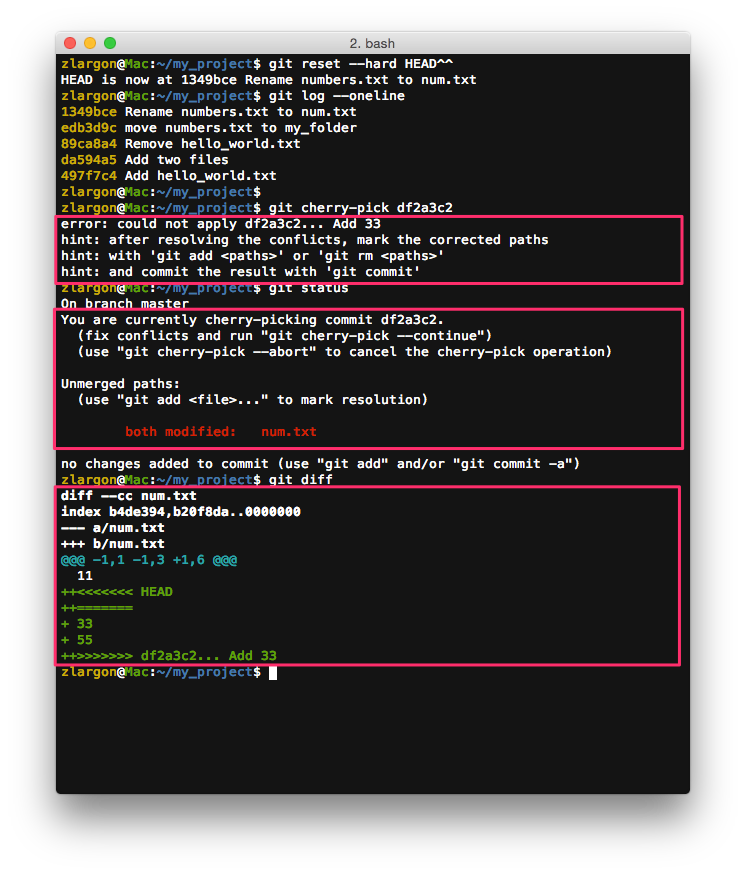 2. bash
zlargon@Mac:~/my_project$ git reset --hard HEAD^^
HEAD is now at 1349bce Rename numbers.txt to num.txt
zlargon@Mac:~/my_project$ git log --oneline
1349bce Rename numbers.txt to num.txt
edb3d9c move numbers.txt to my_folder
89ca8a4 Remove hello_world.txt
da594a5 Add two files
497f7c4 Add hello_world.txt
zlargon@Mac:~/my_project$
zlargon@Mac:~/my_project$ git cherry-pick df2a3c2
error: could not apply df2a3c2... Add 33
hint: after resolving the conflicts, mark the corrected paths
hint: with 'git add <paths>' or 'git rm <paths>'
hint: and commit the result with 'git commit'
zlargon@Mac:~/my_project$ git status
On branch master
You are currently cherry-picking commit df2a3c2.
  (fix conflicts and run "git cherry-pick --continue")
  (use "git cherry-pick --abort" to cancel the cherry-pick operation)
Unmerged paths:
  (use "git add <file>..." to mark resolution)
        both modified:   num.txt
no changes added to commit (use "git add" and/or "git commit -a")
zlargon@Mac:~/my_project$ git diff
diff --cc num.txt
index b4de394,b20f8da..0000000
--- a/num.txt
+++ b/num.txt
@@@ -1,1 -1,3 +1,6 @@@
  11
++<<<<<<< HEAD
++=======
+ 33
+ 55
++>>>>>>> df2a3c2... Add 33
zlargon@Mac:~/my_project$